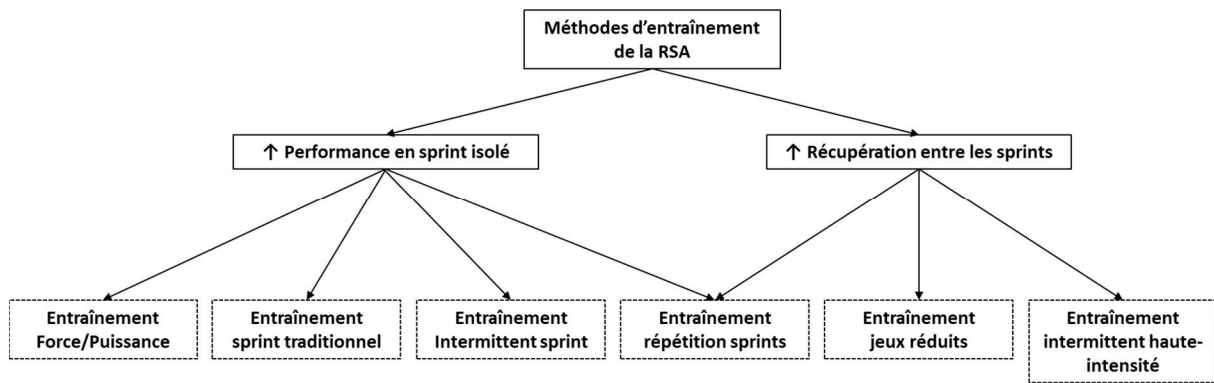 Méthodes d'entraînement
de la RSA
↑ Performance en sprint isolé
↑ Récupération entre les sprints
Entraînement
Force/Puissance
Entraînement
sprint traditionnel
Entraînement
Intermittent sprint
Entraînement
répétition sprints
Entraînement
jeux réduits
Entraînement
intermittent haute-
intensité